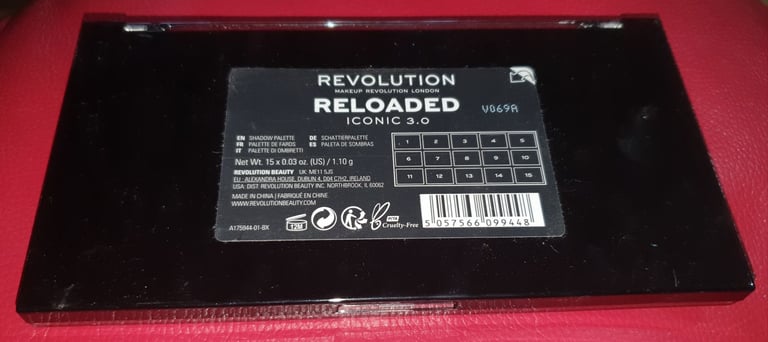 REVOLUTION
MAKEUP REVOLUTION LONDON
RELOADED
ICONIC 3.0
V069A
EN SHADOW PALETTE
FR PALETTE DE FARDS
IT PALETTE DI OMBRETTI
DE SCHATTIERPALETTE
ES PALETA DE SOMBRAS
Net Wt. 15 x 0.03 oz. (US) / 1.10 g
REVOLUTION BEAUTY UK: ME11 5JS
EU: ALEXANDRA HOUSE, DUBLIN 4, D04 C7H2, IRELAND
USA: DIST. REVOLUTION BEAUTY INC. NORTHBROOK, IL 60062
MADE IN CHINA | FABRIQUÉ EN CHINE
WWW.REVOLUTIONBEAUTY.COM
1 2 3 4 5
6 7 8 9 10
11 12 13 14 15
A175944-01-BX
12M
PETA
Cruelty-Free
5 057566 099448